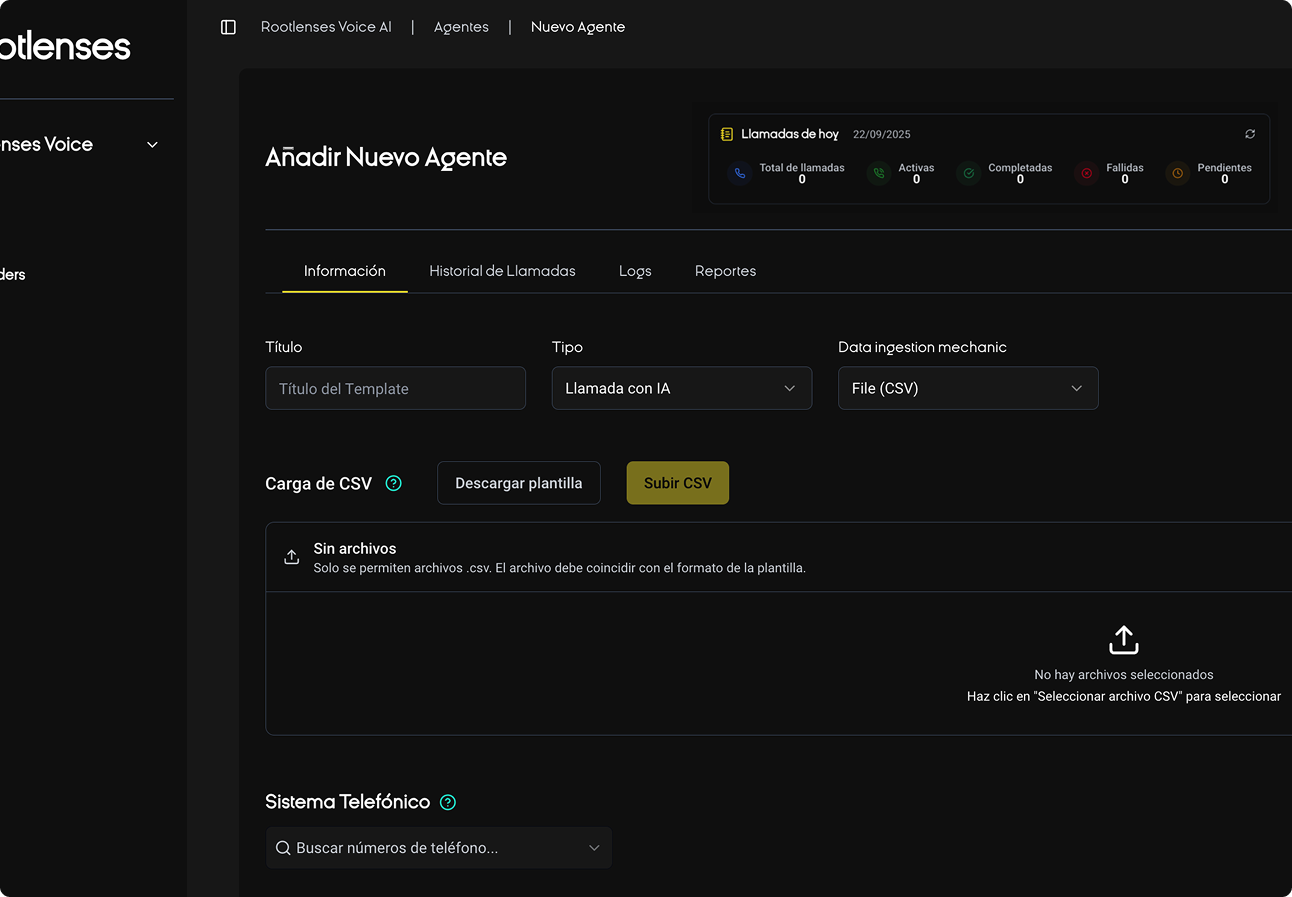 otlenses
nses Voice
ders
Rootlenses Voice AI | Agentes | Nuevo Agente
Añadir Nuevo Agente
Llamadas de hoy 22/09/2025
Total de llamadas 0
Activas 0
Completadas 0
Fallidas 0
Pendientes 0
Información Historial de Llamadas Logs Reportes
Título
Título del Template
Tipo
Llamada con IA
Data ingestion mechanic
File (CSV)
Carga de CSV
Descargar plantilla
Subir CSV
Sin archivos
Solo se permiten archivos .csv. El archivo debe coincidir con el formato de la plantilla.
No hay archivos seleccionados
Haz clic en "Seleccionar archivo CSV" para seleccionar
Sistema Telefónico
Buscar números de teléfono...